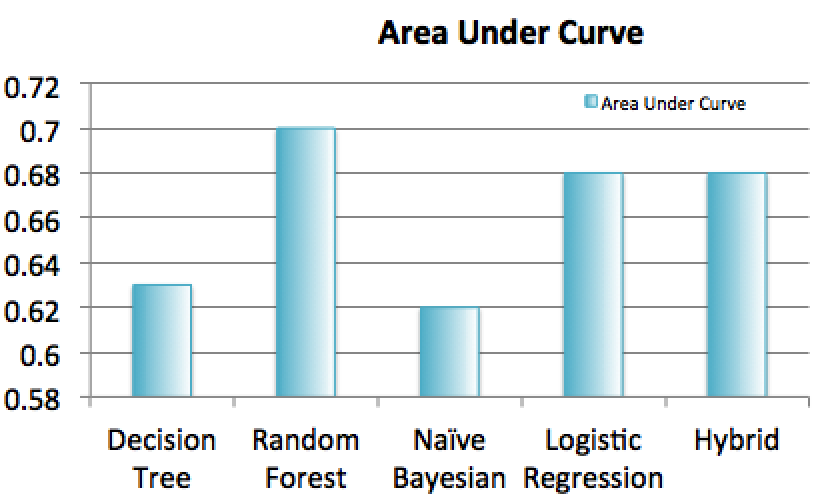 Area Under Curve
0.72
Area Under Curve
0.7
0.68
0.66
0.64
0.62
0.6
0.58
Decision
Tree
Random
Forest
Naïve
Bayesian
Logistic
Regression
Hybrid